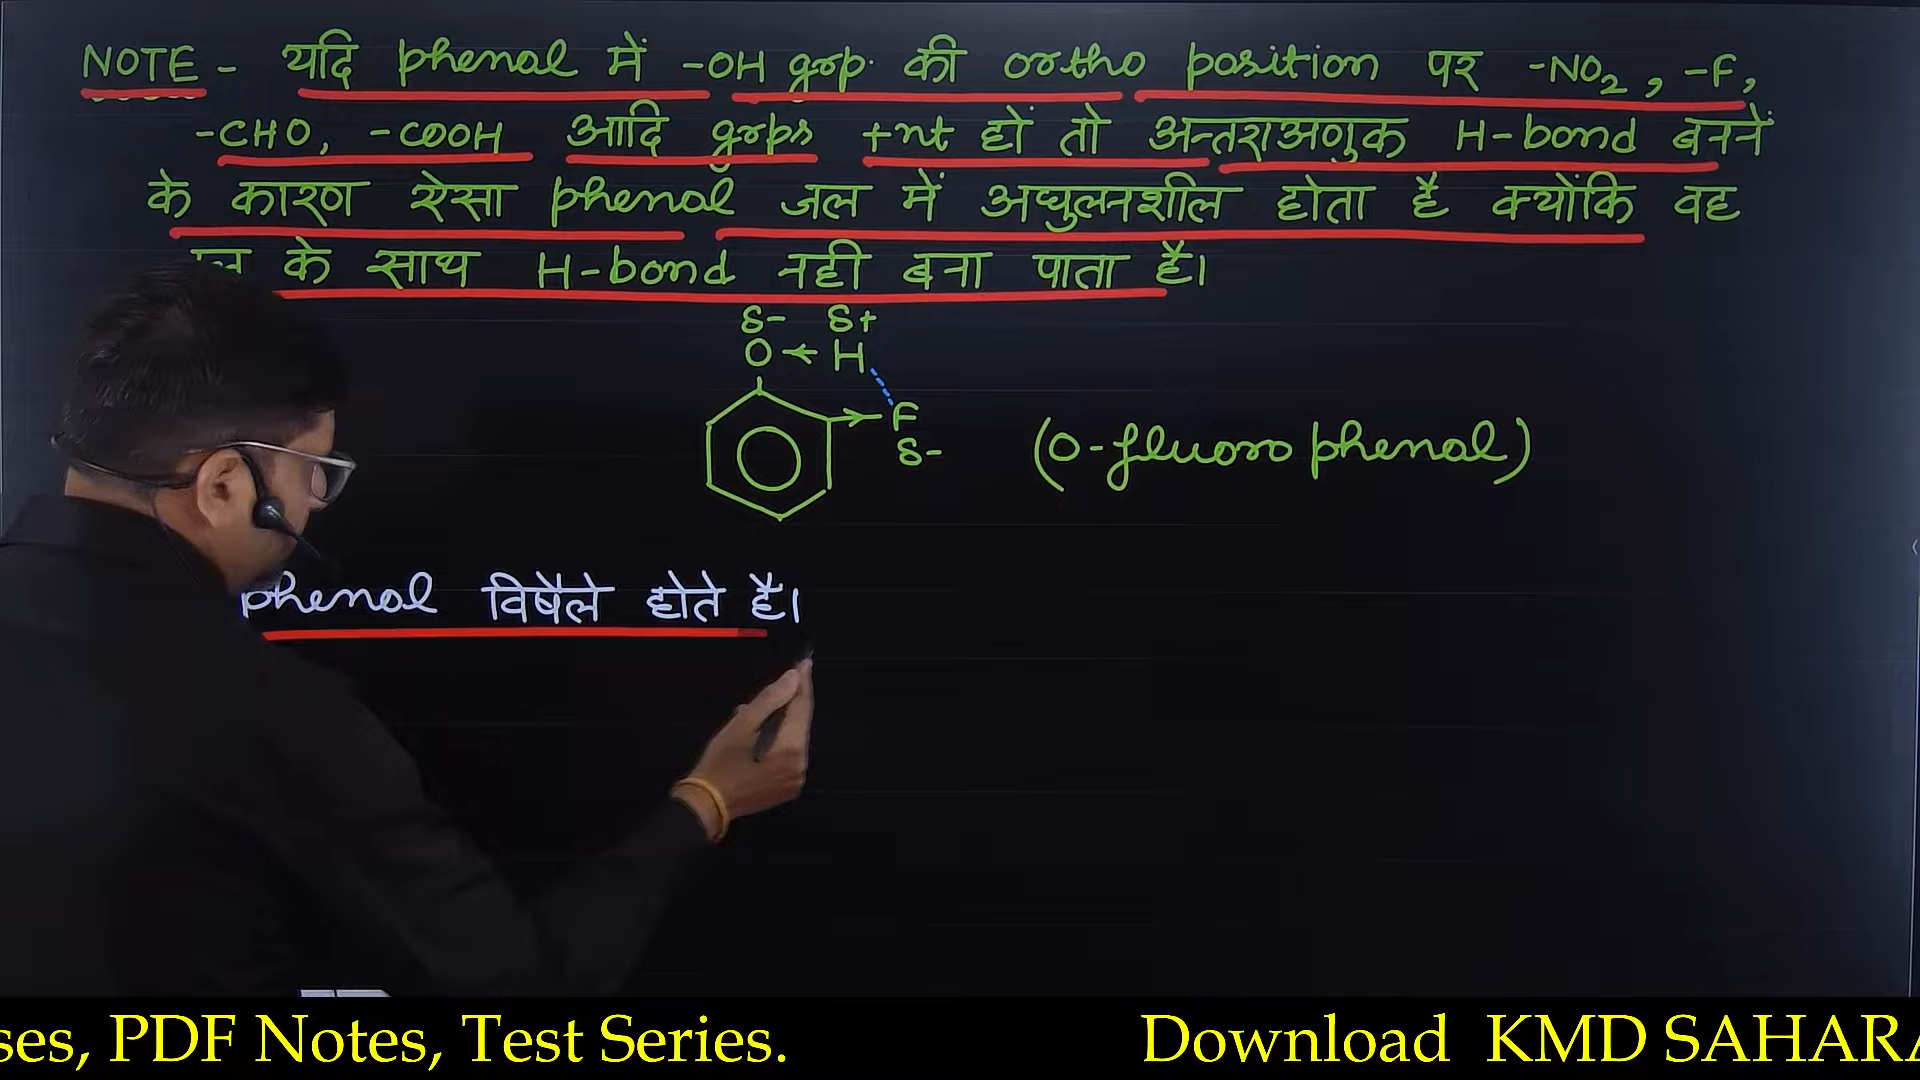 NOTE - यदि phenol में -OH grp. की ortho position पर -NO2, -F,
-CHO, -COOH आदि grps +nt हों तो अन्तराअणुक H-bond बननें
के कारण ऐसा phenol जल में अघुलनशील होता है क्योंकि वह
के साथ H-bond नही बना पाता है।
δ- δ+
O H
F
δ-
(O-fluoro phenol)
phenol विषैले होते है।
ses, PDF Notes, Test Series. Download KMD SAHARA